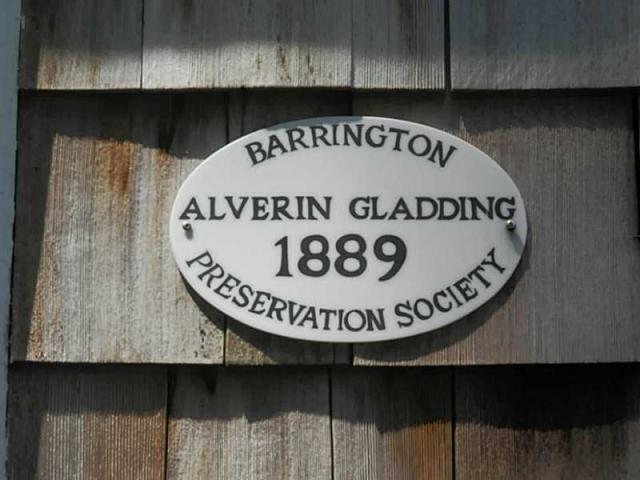 BARRINGTON
ALVERIN GLADDING
1889
PRESERVATION SOCIETY